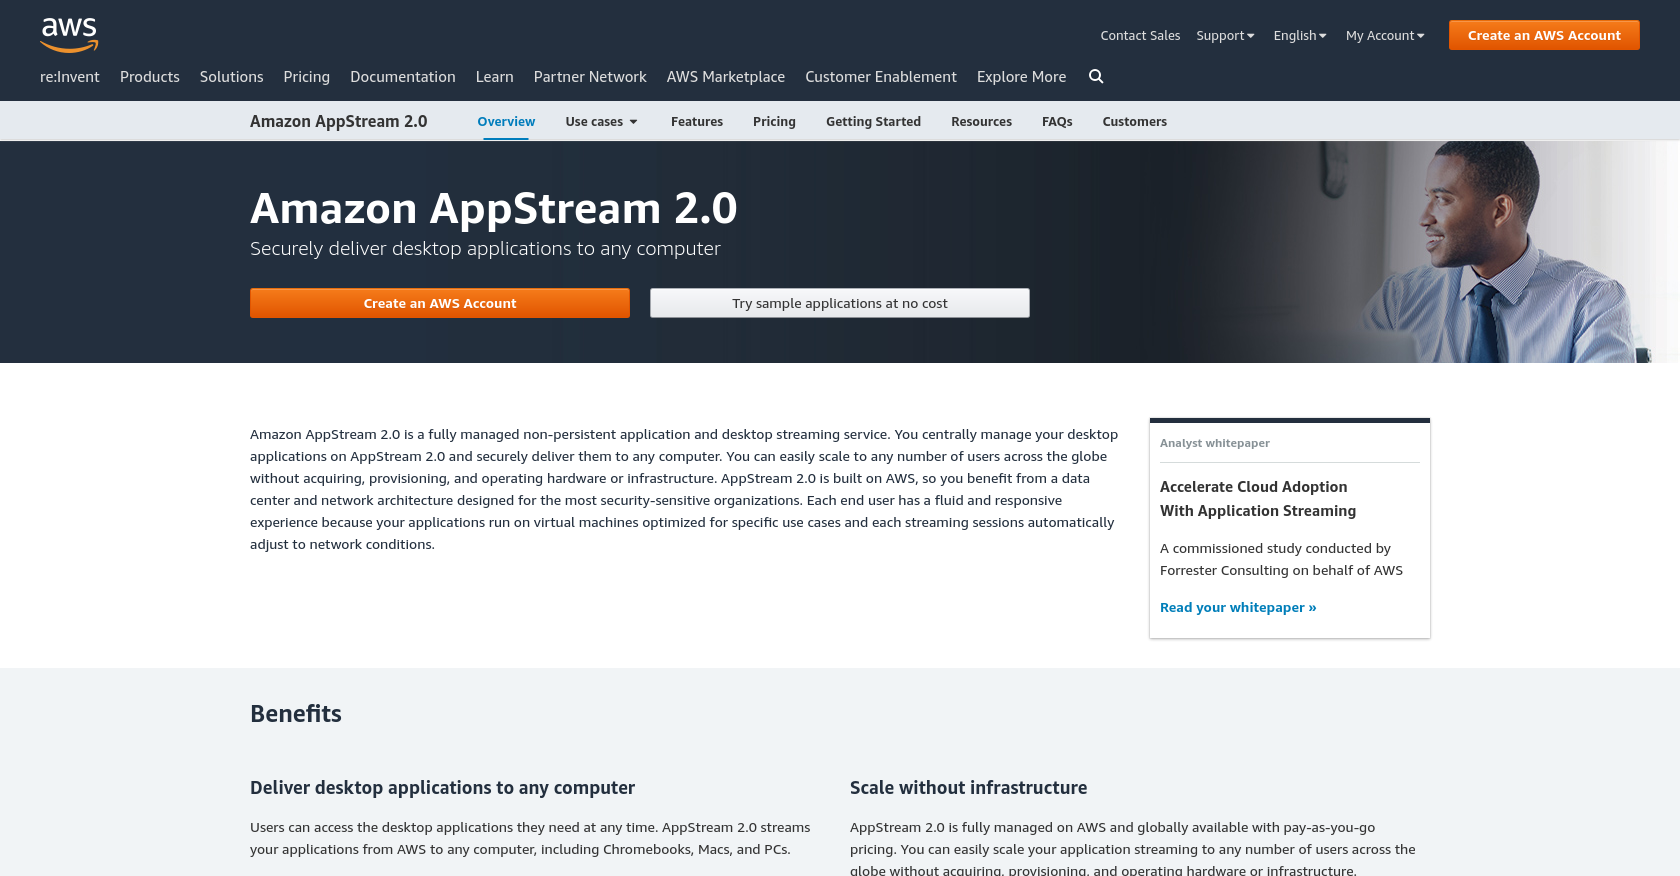 aws
Contact Sales Support English My Account Create an AWS Account
re:Invent Products Solutions Pricing Documentation Learn Partner Network AWS Marketplace Customer Enablement Explore More
Amazon AppStream 2.0 Overview Use cases Features Pricing Getting Started Resources FAQs Customers
Amazon AppStream 2.0
Securely deliver desktop applications to any computer
Create an AWS Account Try sample applications at no cost
Amazon AppStream 2.0 is a fully managed non-persistent application and desktop streaming service. You centrally manage your desktop
applications on AppStream 2.0 and securely deliver them to any computer. You can easily scale to any number of users across the globe
without acquiring, provisioning, and operating hardware or infrastructure. AppStream 2.0 is built on AWS, so you benefit from a data
center and network architecture designed for the most security-sensitive organizations. Each end user has a fluid and responsive
experience because your applications run on virtual machines optimized for specific use cases and each streaming sessions automatically
adjust to network conditions.
Analyst whitepaper
Accelerate Cloud Adoption
With Application Streaming
A commissioned study conducted by
Forrester Consulting on behalf of AWS
Read your whitepaper »
Benefits
Deliver desktop applications to any computer
Users can access the desktop applications they need at any time. AppStream 2.0 streams
your applications from AWS to any computer, including Chromebooks, Macs, and PCs.
Scale without infrastructure
AppStream 2.0 is fully managed on AWS and globally available with pay-as-you-go
pricing. You can easily scale your application streaming to any number of users across the
globe without acquiring, provisioning, and operating hardware or infrastructure.